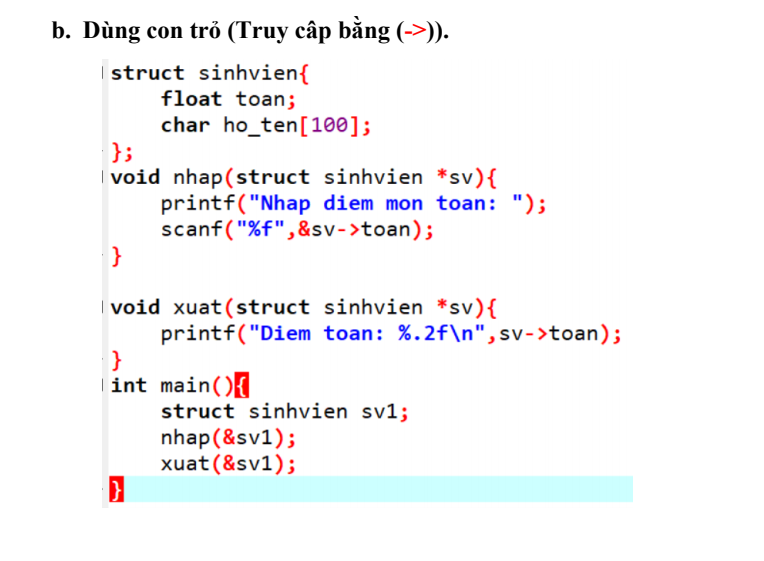 b. Dùng con trỏ (Truy câp bằng (->)).
struct sinhvien{
    float toan;
    char ho_ten[100];
};
void nhap(struct sinhvien *sv){
    printf("Nhap diem mon toan: ");
    scanf("%f",&sv->toan);
}
void xuat(struct sinhvien *sv){
    printf("Diem toan: %.2f\n",sv->toan);
}
int main(){
    struct sinhvien sv1;
    nhap(&sv1);
    xuat(&sv1);
}